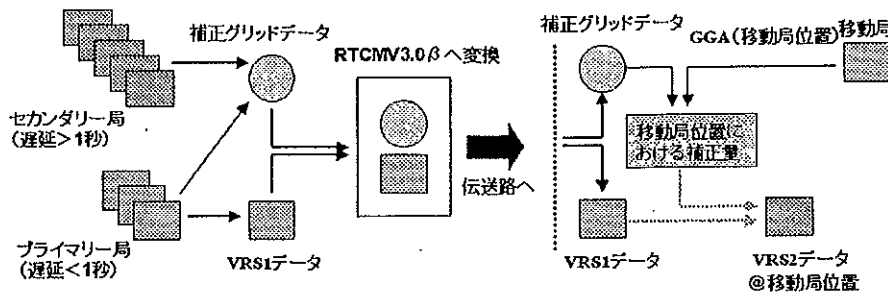 補正グリッドデータ
RTCMV3.0βへ変換
セカンダリー局
(遅延>1秒)
プライマリー局
(遅延<1秒)
VRS1データ
伝送路へ
補正グリッドデータ
GGA(移動局位置)
移動局
移動局位置に
おける補正量
VRS1データ
VRS2データ
@移動局位置